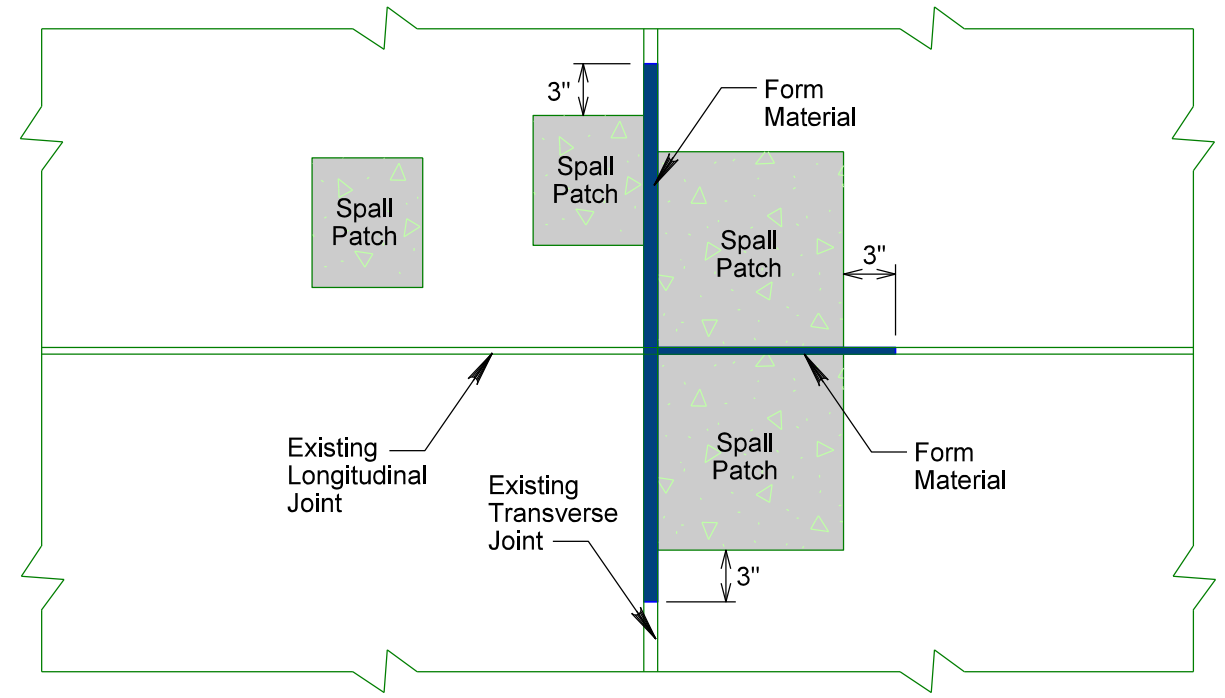 3"
Form
Material
Spall
Patch
Spall
Patch
Spall
Patch
3"
Existing
Longitudinal
Joint
Spall
Patch
Form
Material
Existing
Transverse
Joint
3"